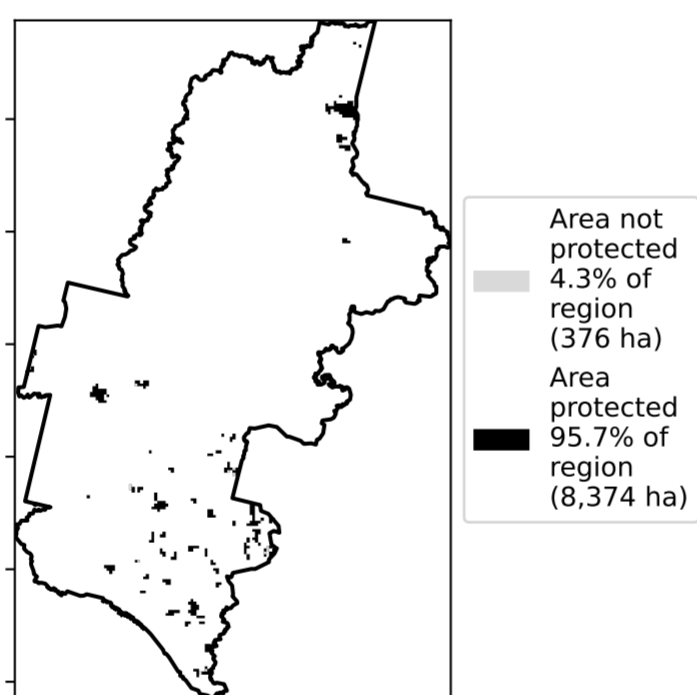 Area not
protected
4.3% of
region
(376 ha)
Area
protected
95.7% of
region
(8,374 ha)